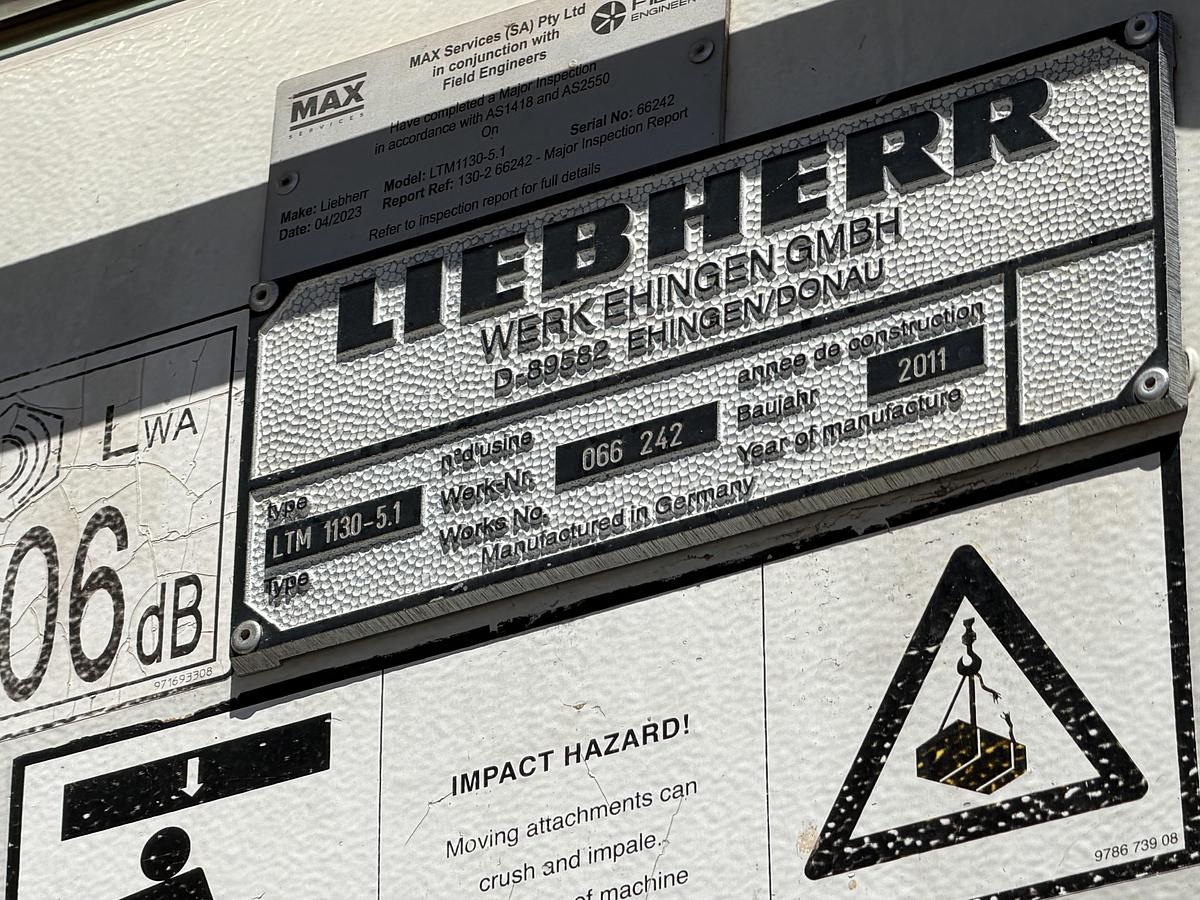 MAX
SERVICES
MAX Services (SA) Pty Ltd
in conjunction with
Field Engineers
Have completed a Major Inspection
in accordance with AS1418 and AS2550
On
Serial No: 66242
Make: Liebherr Model: LTM1130-5.1
Date: 04/2023 Report Ref: 130-2 66242 - Major Inspection Report
Refer to inspection report for full details
LIEBHERR
WERK EHINGEN GMBH
D-89582 EHINGEN/DONAU
type
LTM 1130-5.1
Type
n°d'usine
Werk-Nr.
Works No.
066 242
annee de construction
Baujahr
Year of manufacture
2011
Manufactured in Germany
LWA
06 dB
971693308
IMPACT HAZARD!
Moving attachments can
crush and impale.
of machine
9786 739 08